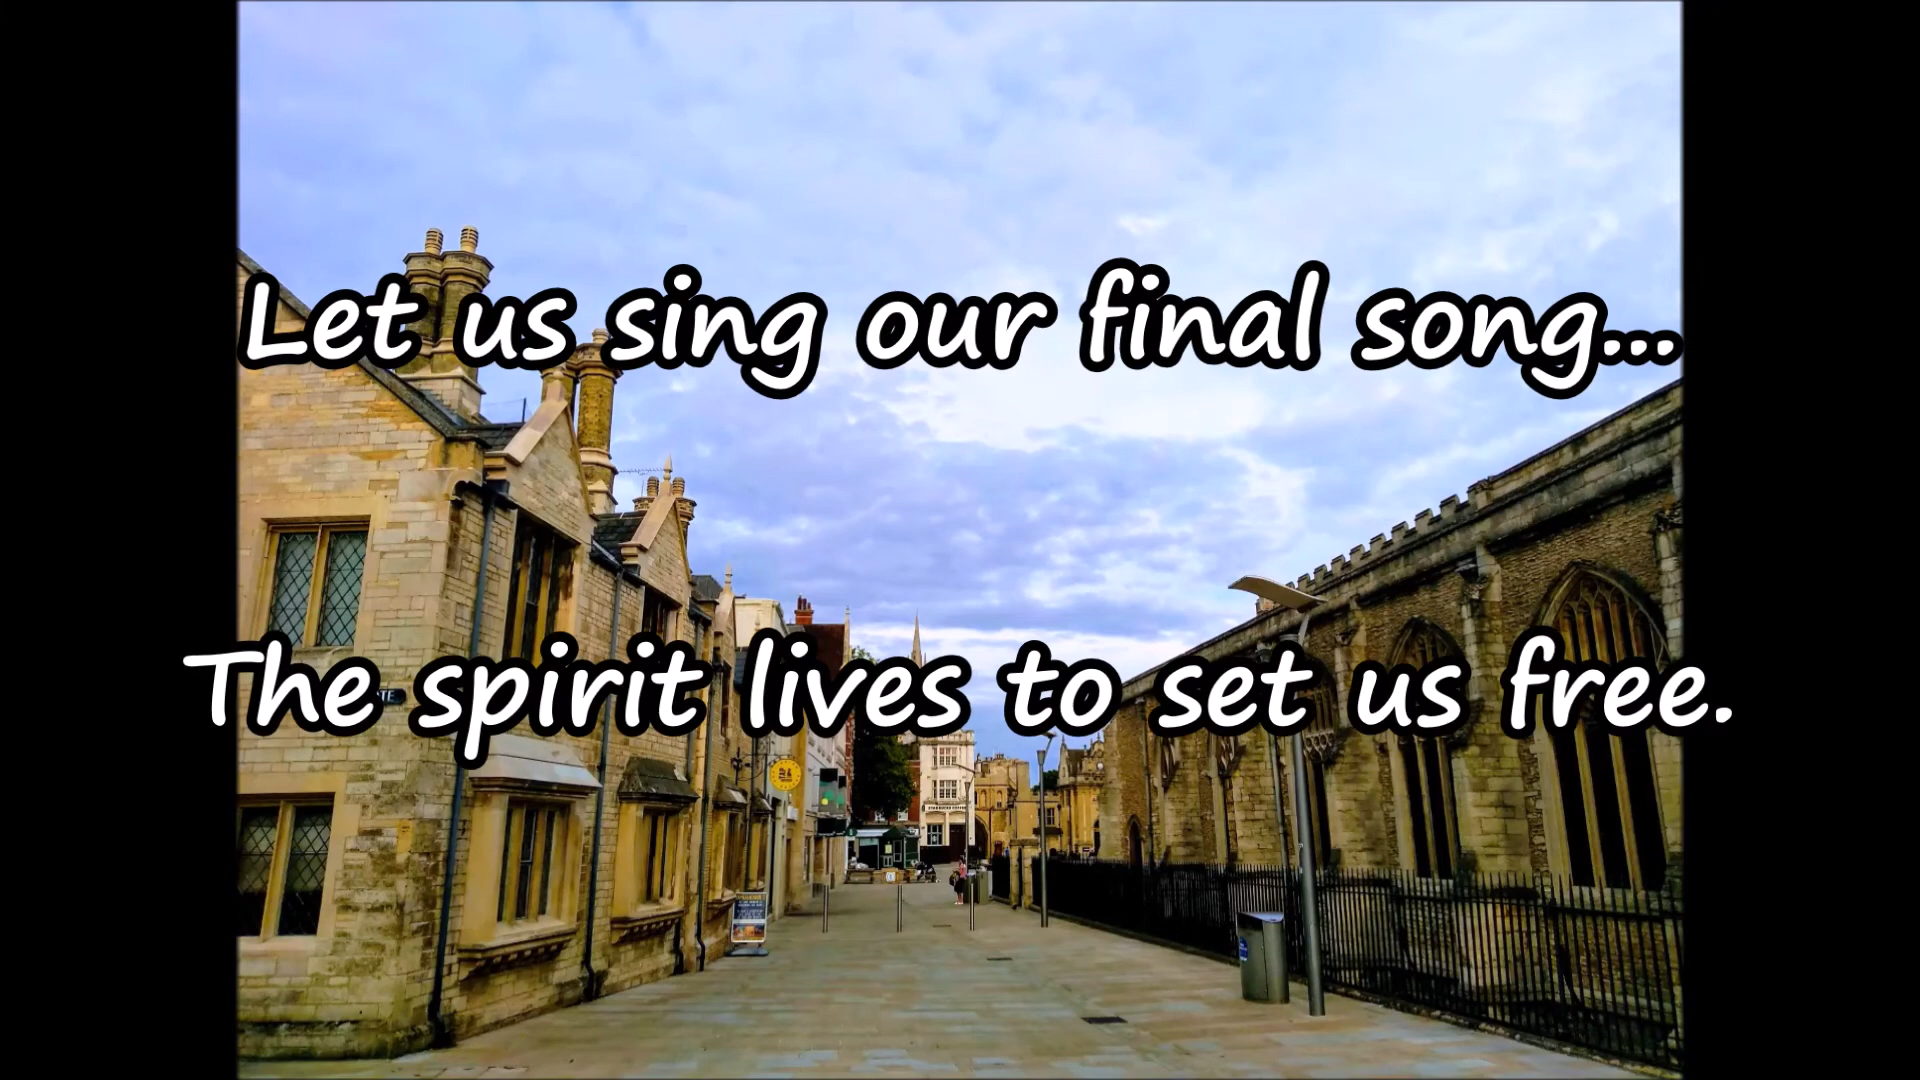 Let us sing our final song...
The spirit lives to set us free.